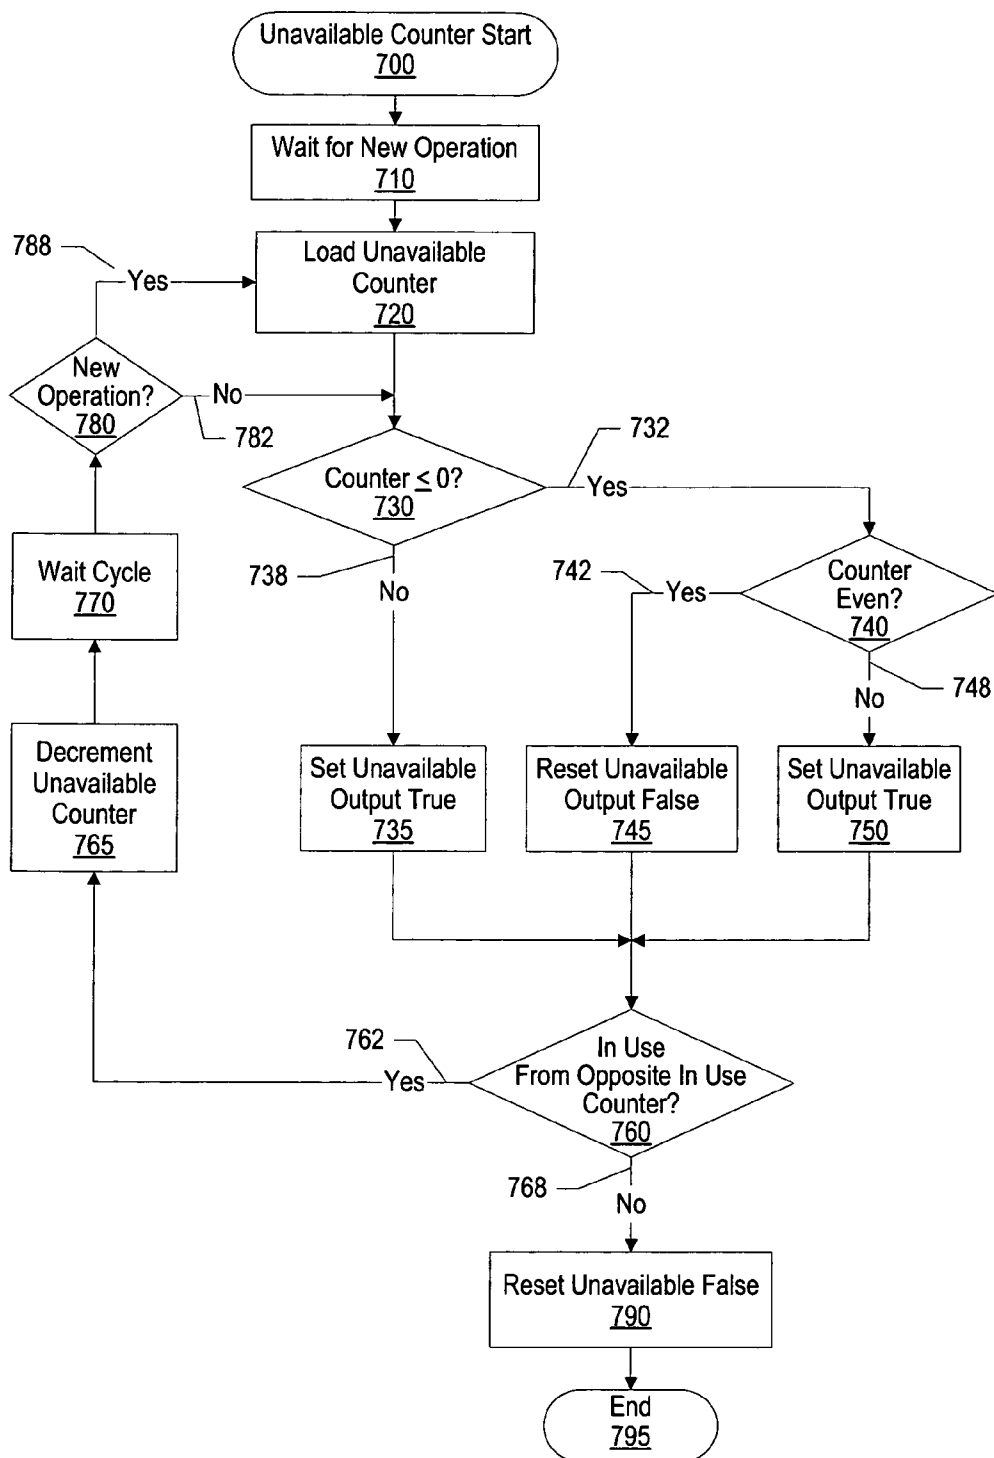 Unavailable Counter Start
700
Wait for New Operation
710
788
Yes
Load Unavailable
Counter
720
New
Operation?
780
No
782
732
Counter ≤ 0?
730
Yes
738
No
Wait Cycle
770
742
Yes
Counter
Even?
740
748
No
Decrement
Unavailable
Counter
765
Set Unavailable
Output True
735
Reset Unavailable
Output False
745
Set Unavailable
Output True
750
762
Yes
In Use
From Opposite In Use
Counter?
760
768
No
Reset Unavailable False
790
End
795